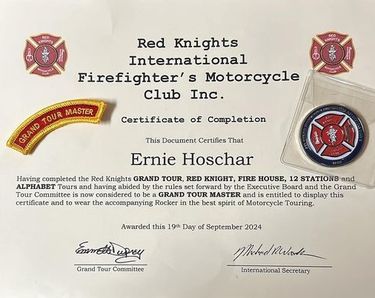 Red Knights
International
Firefighter's Motorcycle
Club Inc.
Certificate of Completion
This Document Certifies That
GRAND TOUR MASTER
Ernie Hoschar
Having completed the Red Knights GRAND TOUR, RED KNIGHT, FIRE HOUSE, 12 STATIONS and
ALPHABET Tours and having abided by the rules set forward by the Executive Board and the Grand
Tour Committee is now considered to be a GRAND TOUR MASTER and is entitled to display this
certificate and to wear the accompanying Rocker in the best spirit of Motorcycle Touring.
Awarded this 19th Day of September 2024
Grand Tour Committee
International Secretary